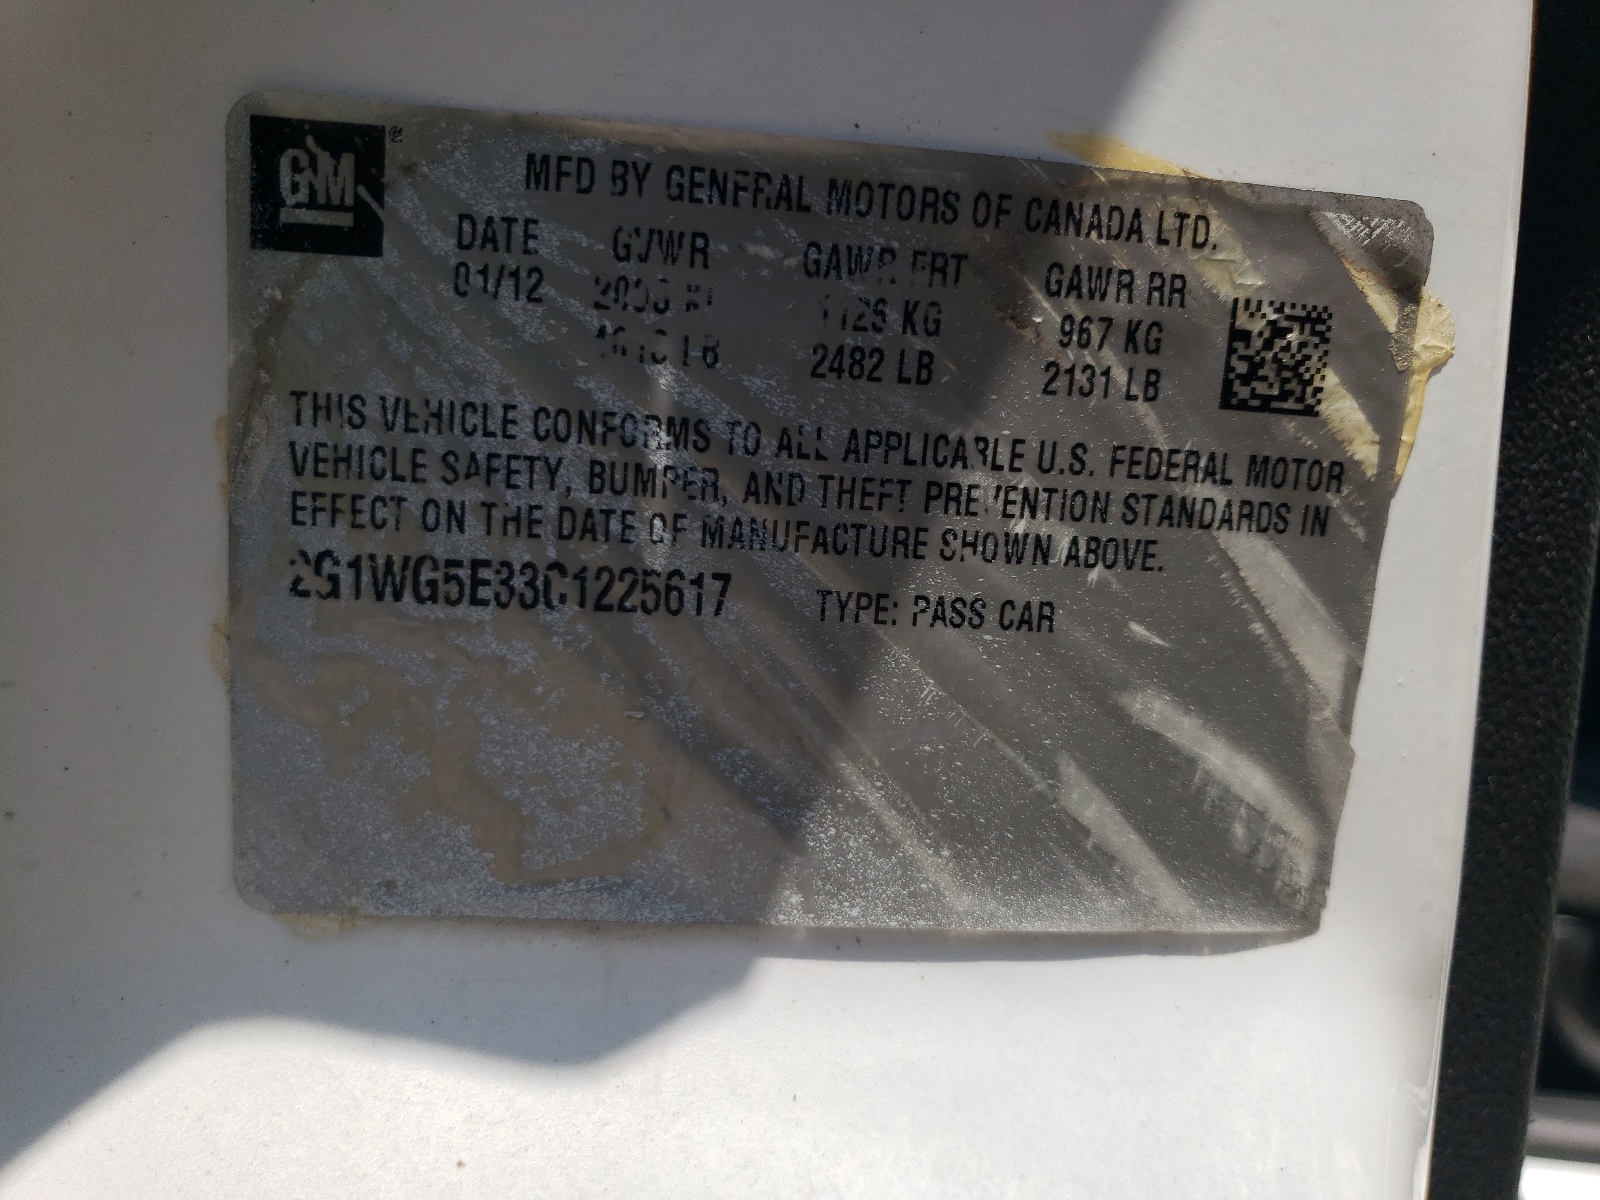 GM ®
MFD BY GENERAL MOTORS OF CANADA LTD.
DATE GVWR GAWR FRT GAWR RR
01/12 KG 967 KG
LB 2482 LB 2131 LB
THIS VEHICLE CONFORMS TO ALL APPLICABLE U.S. FEDERAL MOTOR
VEHICLE SAFETY, BUMPER, AND THEFT PREVENTION STANDARDS IN
EFFECT ON THE DATE OF MANUFACTURE SHOWN ABOVE.
2G1WG5E33C1225617 TYPE: PASS CAR